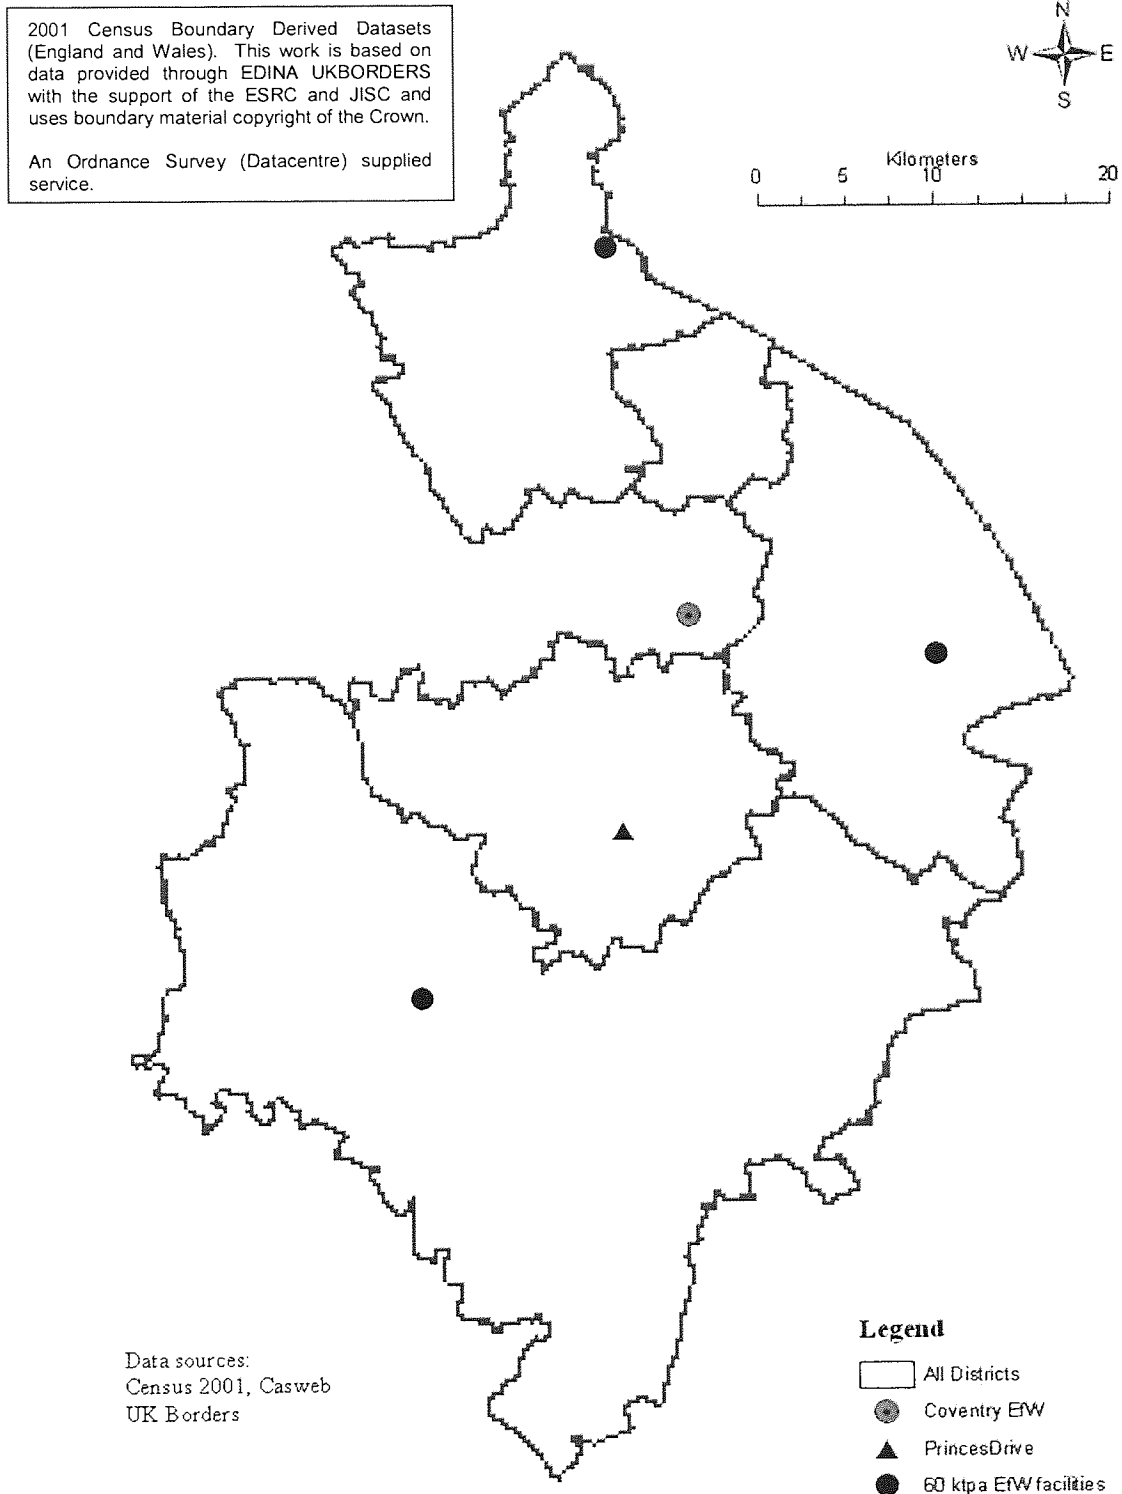 2001 Census Boundary Derived Datasets
(England and Wales). This work is based on
data provided through EDINA UKBORDERS
with the support of the ESRC and JISC and
uses boundary material copyright of the Crown.
An Ordnance Survey (Datacentre) supplied
service.
N
W E
S
Kilometers
0 5 10 20
Data sources:
Census 2001, Casweb
UK Borders
Legend
All Districts
Coventry EfW
PrincesDrive
60 ktpa EfW facilities